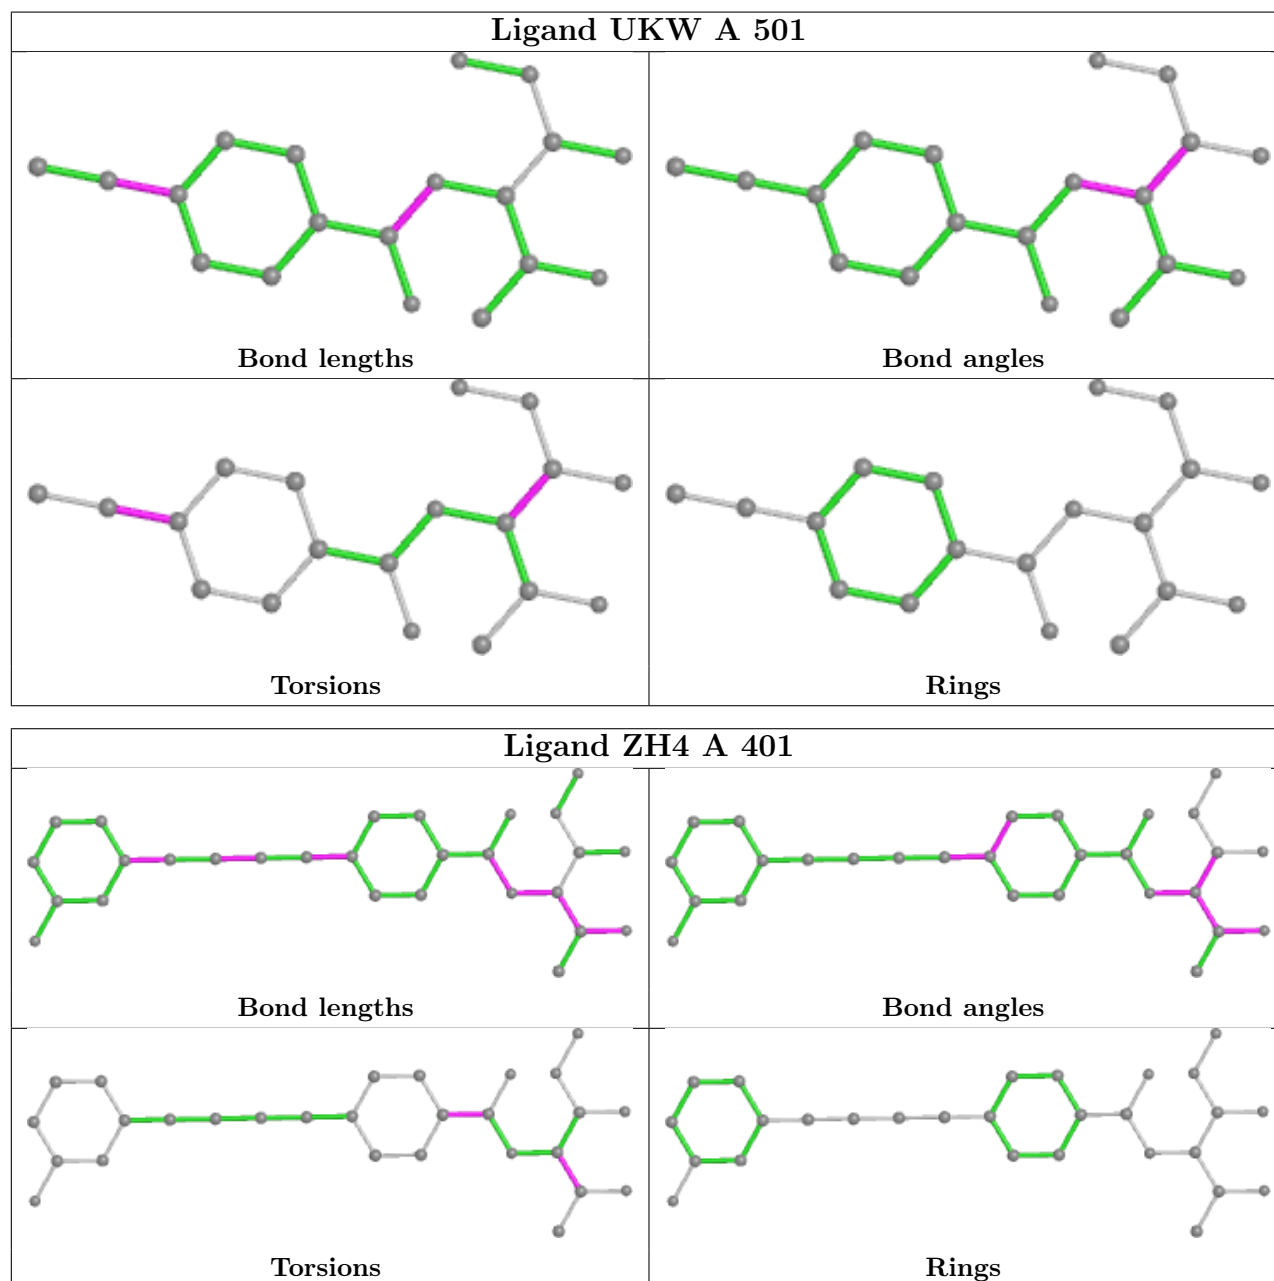 Ligand UKW A 501
Bond lengths
Bond angles
Torsions
Rings
Ligand ZH4 A 401
Bond lengths
Bond angles
Torsions
Rings